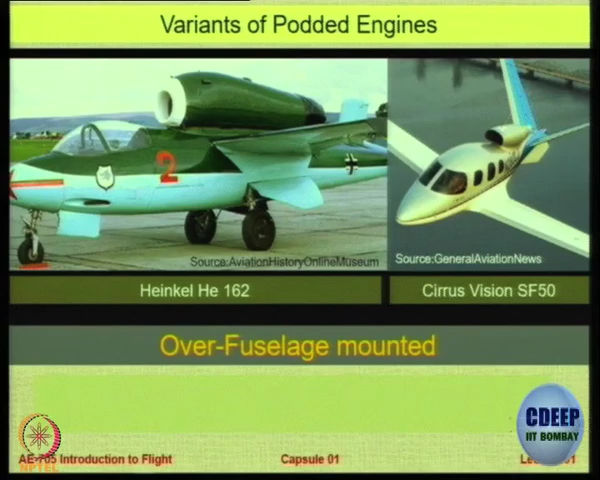 Variants of Podded Engines
2
Source:AviationHistoryOnlineMuseum
Source:GeneralAviationNews
Heinkel He 162
Cirrus Vision SF50
Over-Fuselage mounted
CDEEP
IIT BOMBAY
NPTEL
AE-705 Introduction to Flight
Capsule 01